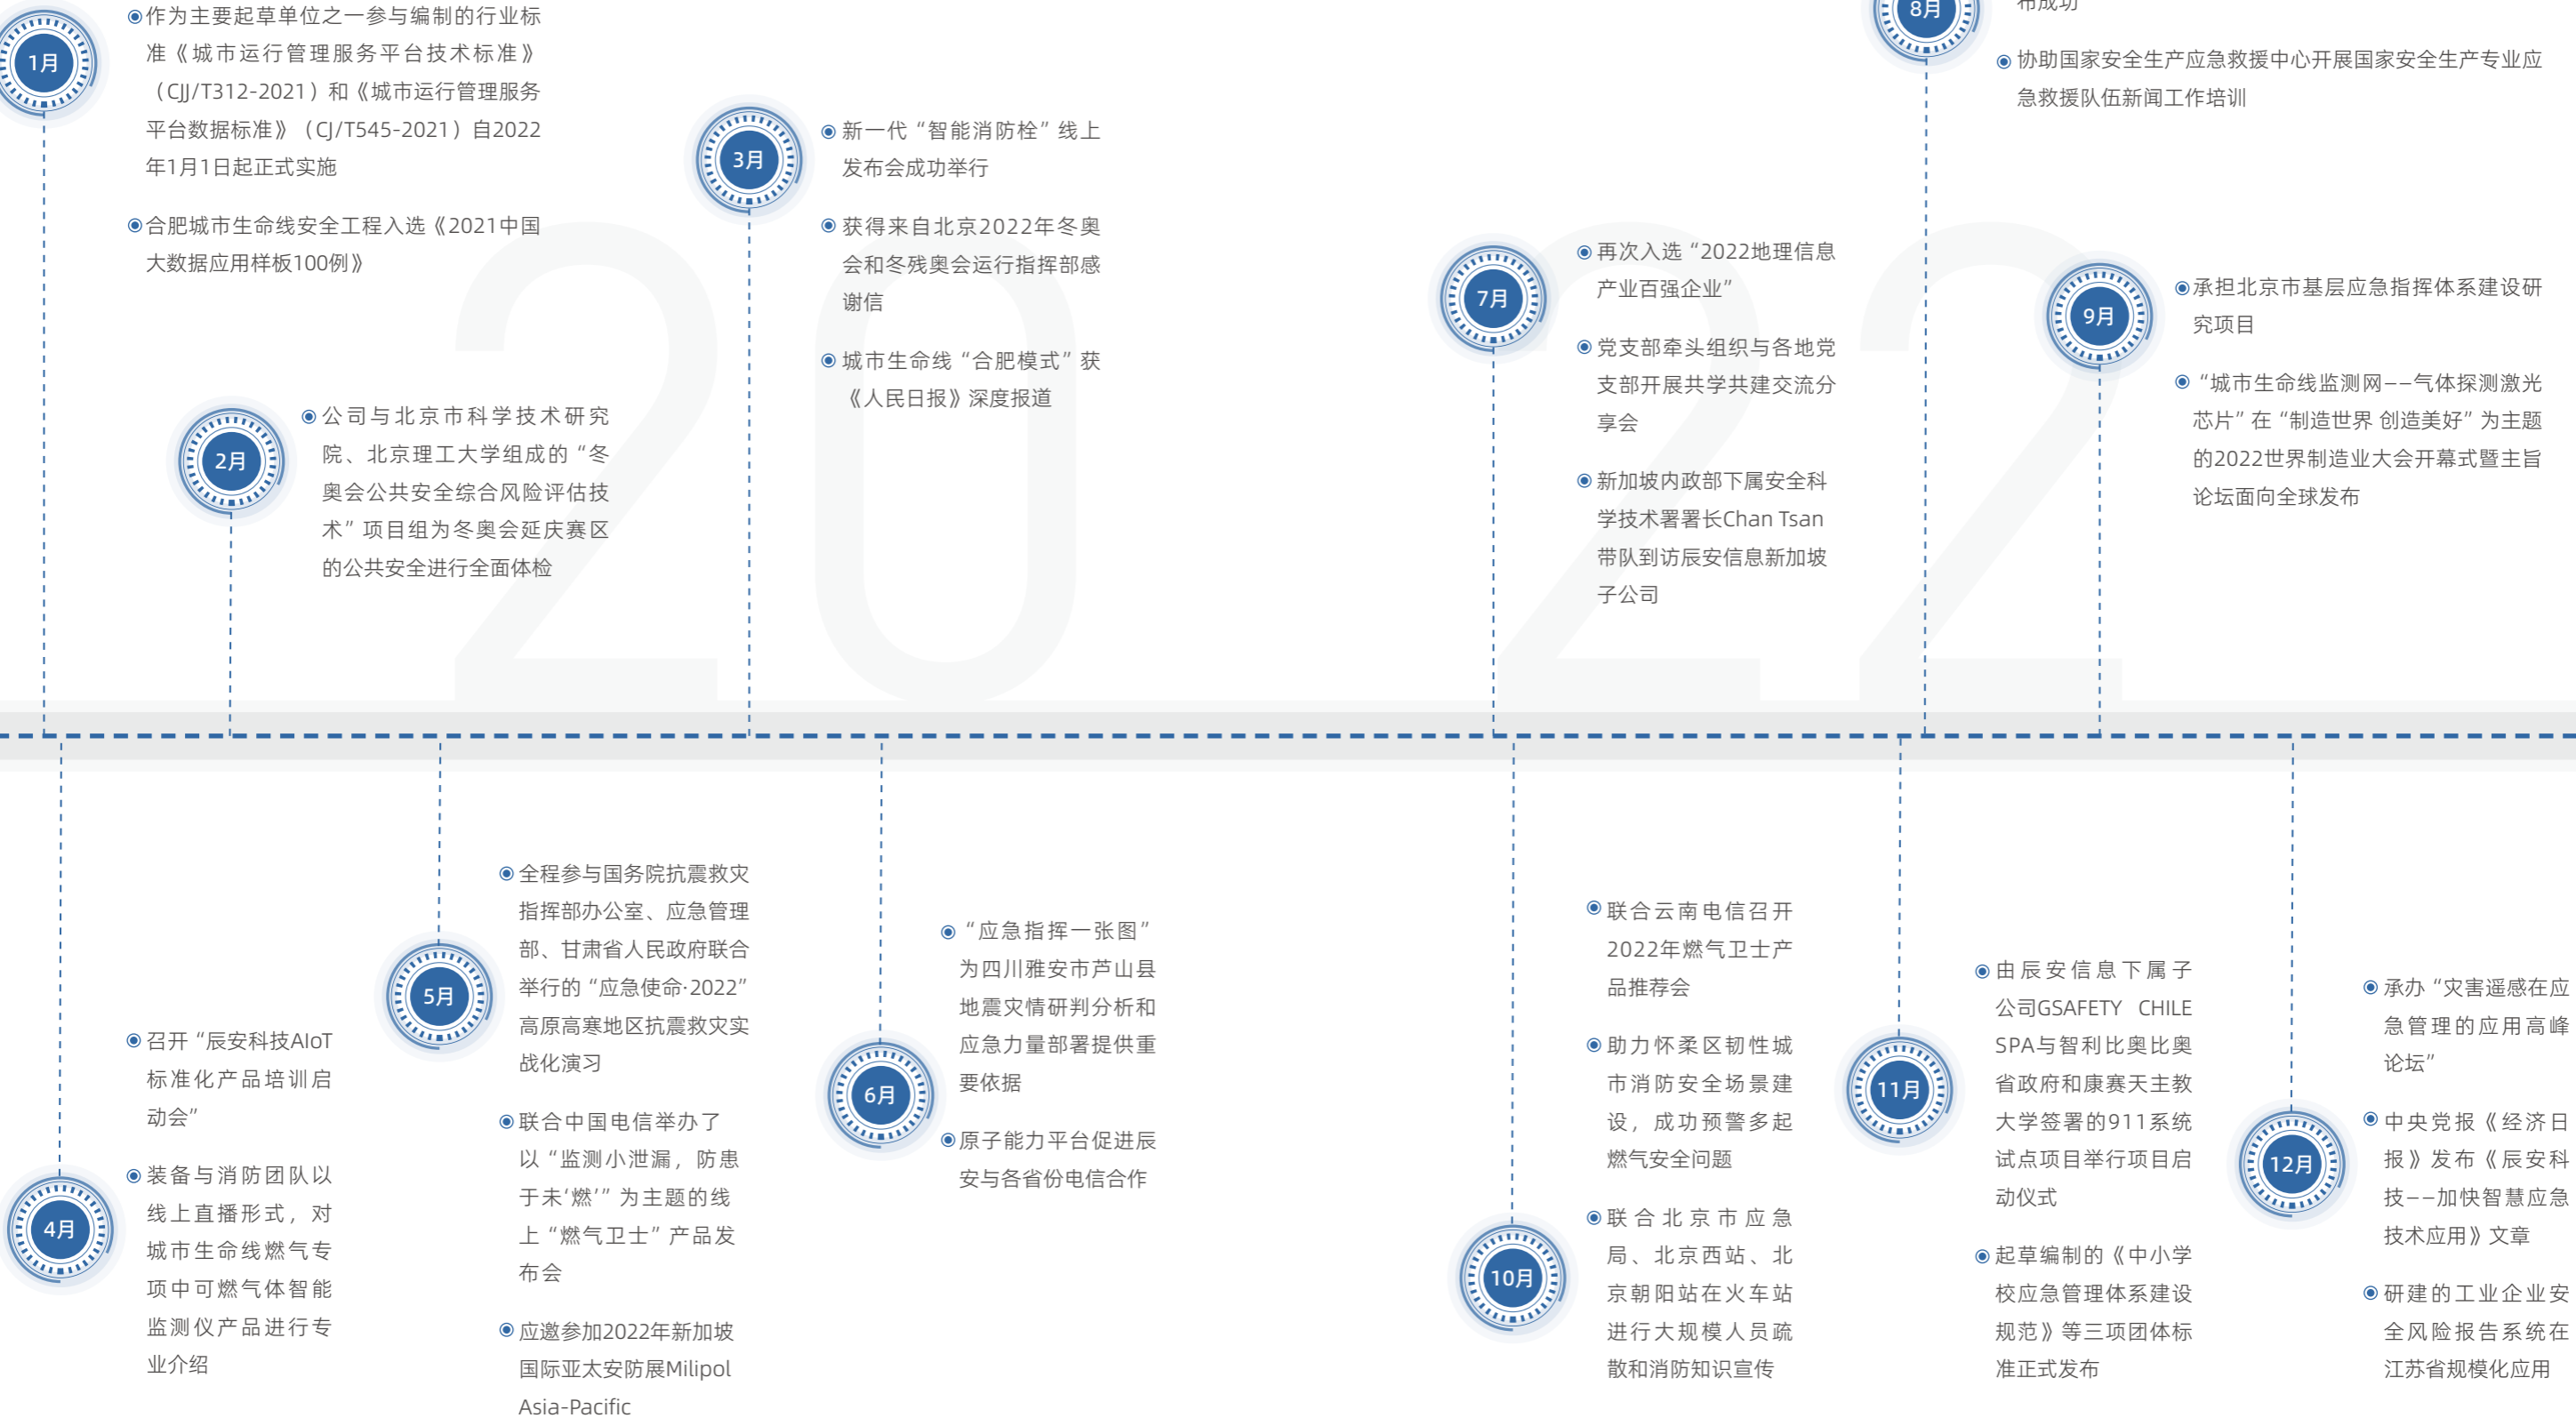 1月
作为主要起草单位之一参与编制的行业标
准《城市运行管理服务平台技术标准》
（CJJ/T312-2021）和《城市运行管理服务
平台数据标准》（CJ/T545-2021）自2022
年1月1日起正式实施
合肥城市生命线安全工程入选《2021中国
大数据应用样板100例》
2月
公司与北京市科学技术研究
院、北京理工大学组成的“冬
奥会公共安全综合风险评估技
术”项目组为冬奥会延庆赛区
的公共安全进行全面体检
3月
新一代“智能消防栓”线上
发布会成功举行
获得来自北京2022年冬奥
会和冬残奥会运行指挥部感
谢信
城市生命线“合肥模式”获
《人民日报》深度报道
7月
再次入选“2022地理信息
产业百强企业”
党支部牵头组织与各地党
支部开展共学共建交流分
享会
新加坡内政部下属安全科
学技术署署长Chan Tsan
带队到访辰安信息新加坡
子公司
8月
布成功
协助国家安全生产应急救援中心开展国家安全生产专业应
急救援队伍新闻工作培训
9月
承担北京市基层应急指挥体系建设研
究项目
“城市生命线监测网——气体探测激光
芯片”在“制造世界 创造美好”为主题
的2022世界制造业大会开幕式暨主旨
论坛面向全球发布
2022
4月
召开“辰安科技AIoT
标准化产品培训启
动会”
装备与消防团队以
线上直播形式，对
城市生命线燃气专
项中可燃气体智能
监测仪产品进行专
业介绍
5月
全程参与国务院抗震救灾
指挥部办公室、应急管理
部、甘肃省人民政府联合
举行的“应急使命·2022”
高原高寒地区抗震救灾实
战化演习
联合中国电信举办了
以“监测小泄漏，防患
于未‘燃’”为主题的线
上“燃气卫士”产品发
布会
应邀参加2022年新加坡
国际亚太安防展Milipol
Asia-Pacific
6月
“应急指挥一张图”
为四川雅安市芦山县
地震灾情研判分析和
应急力量部署提供重
要依据
原子能力平台促进辰
安与各省份电信合作
10月
联合云南电信召开
2022年燃气卫士产
品推荐会
助力怀柔区韧性城
市消防安全场景建
设，成功预警多起
燃气安全问题
联合北京市应急
局、北京西站、北
京朝阳站在火车站
进行大规模人员疏
散和消防知识宣传
11月
由辰安信息下属子
公司GSAFETY CHILE
SPA与智利比奥比奥
省政府和康赛天主教
大学签署的911系统
试点项目举行项目启
动仪式
起草编制的《中小学
校应急管理体系建设
规范》等三项团体标
准正式发布
12月
承办“灾害遥感在应
急管理的应用高峰
论坛”
中央党报《经济日
报》发布《辰安科
技——加快智慧应急
技术应用》文章
研建的工业企业安
全风险报告系统在
江苏省规模化应用